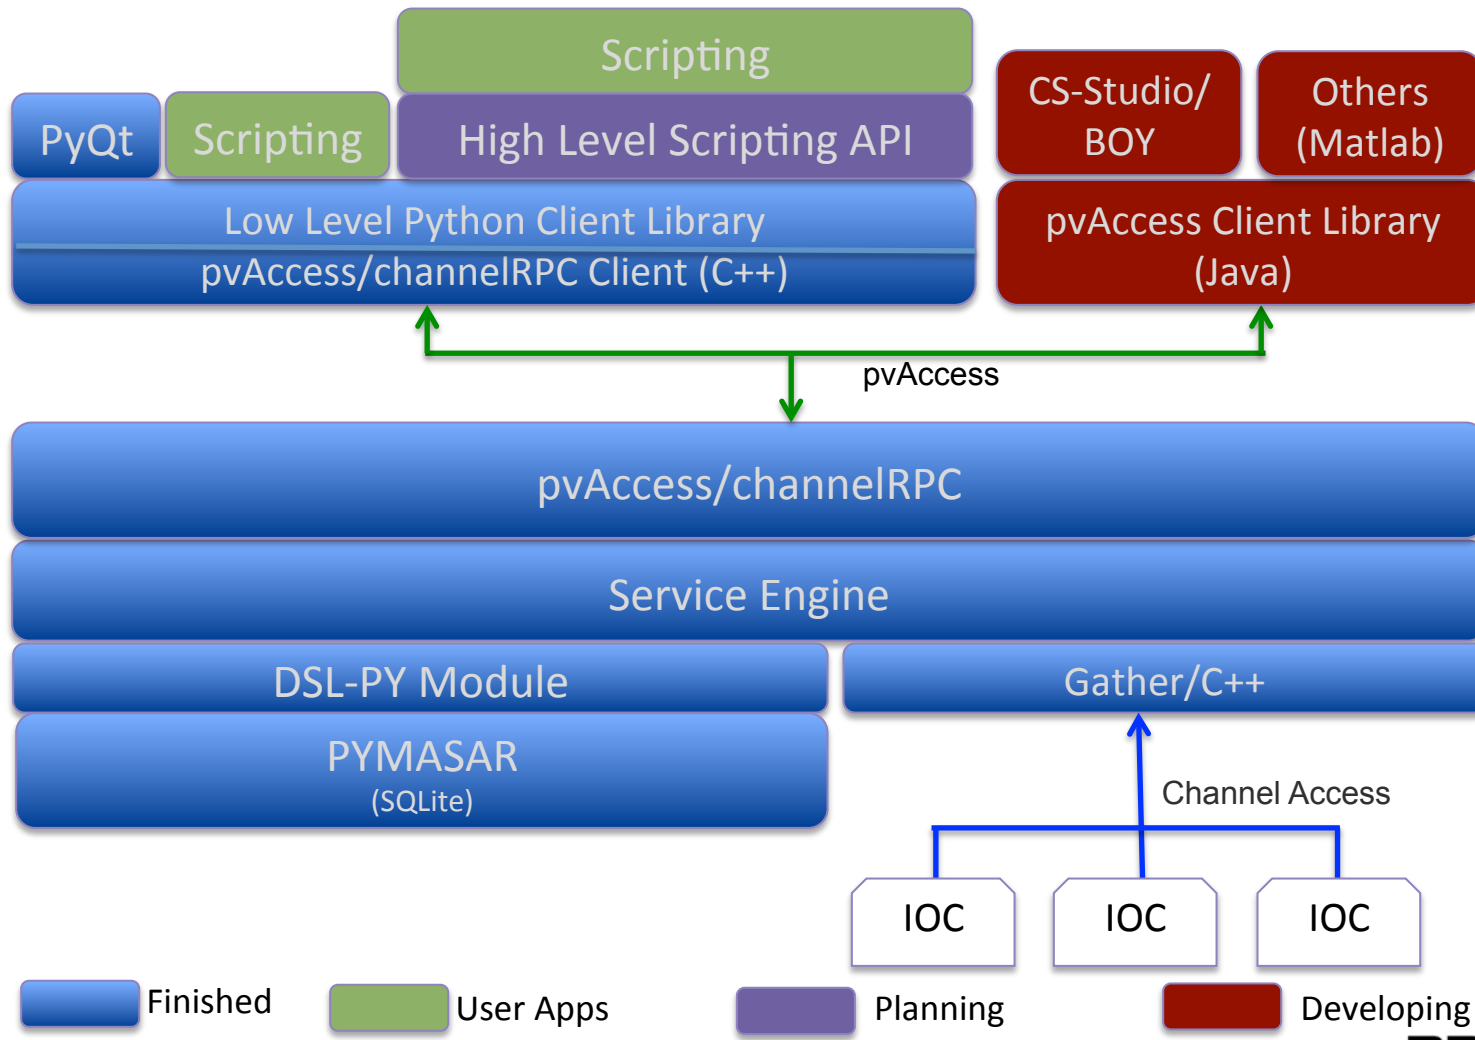 Scripting
CS-Studio/
BOY
Others
(Matlab)
PyQt
Scripting
High Level Scripting API
Low Level Python Client Library
pvAccess/channelRPC Client (C++)
pvAccess Client Library
(Java)
pvAccess
pvAccess/channelRPC
Service Engine
DSL-PY Module
Gather/C++
PYMASAR
(SQLite)
Channel Access
IOC
IOC
IOC
Finished
User Apps
Planning
Developing